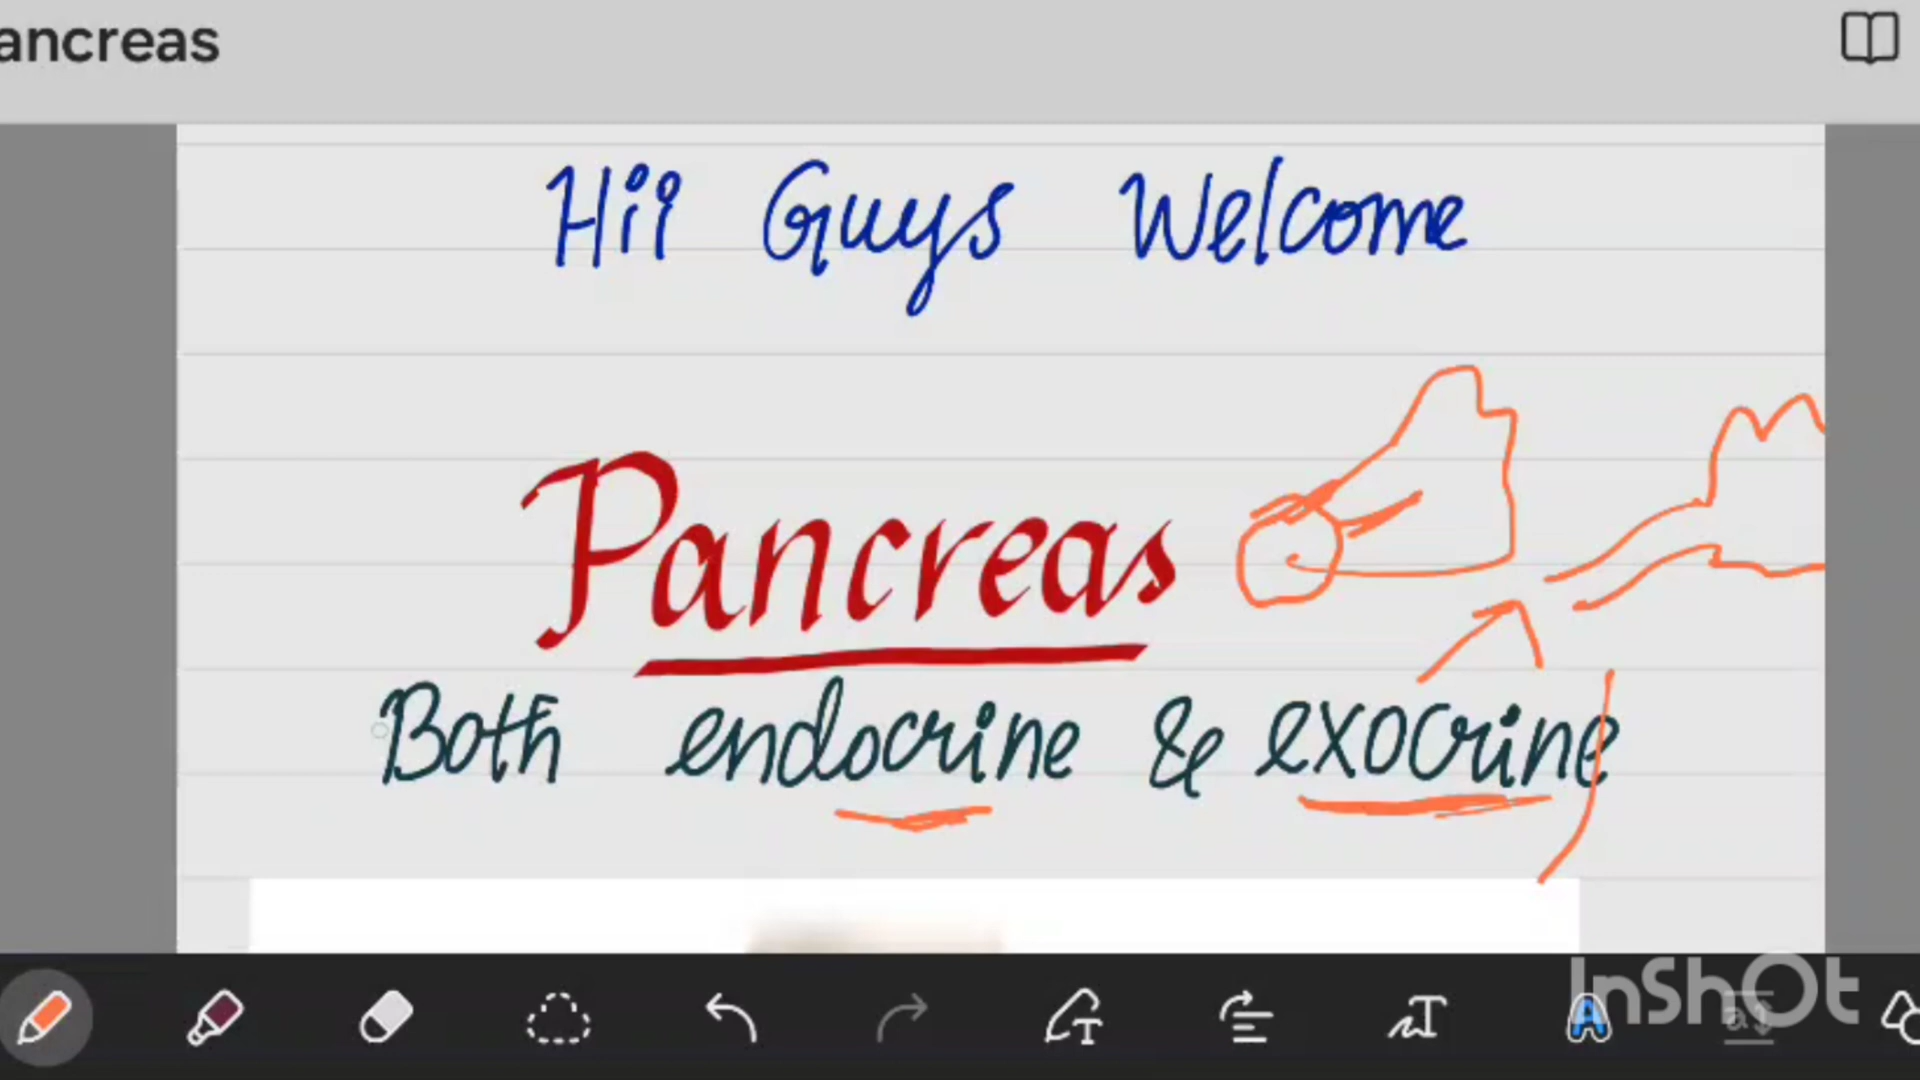 ancreas
Hii Guys Welcome
Pancreas
Both endocrine & exocrine
InShOt